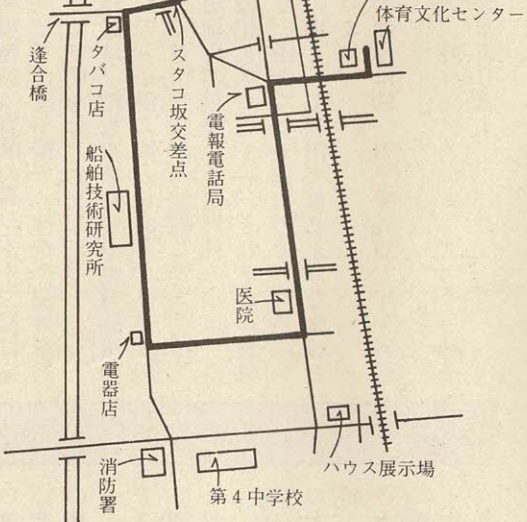 体育文化センター
逢合橋
タバコ店
スタコ坂交差点
電報電話局
船舶技術研究所
医院
電器店
消防署
第4中学校
ハウス展示場